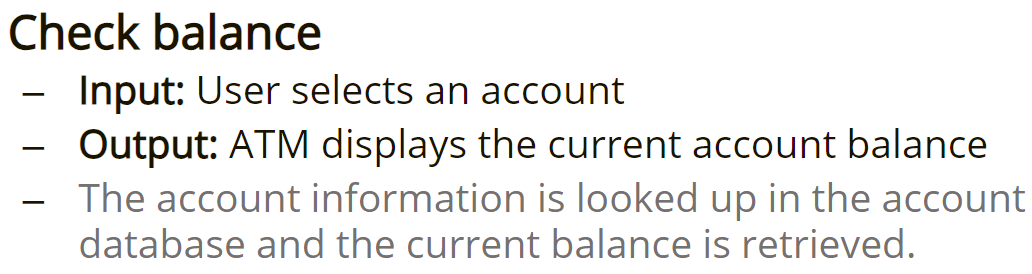 Check balance
– Input: User selects an account
– Output: ATM displays the current account balance
– The account information is looked up in the account
database and the current balance is retrieved.